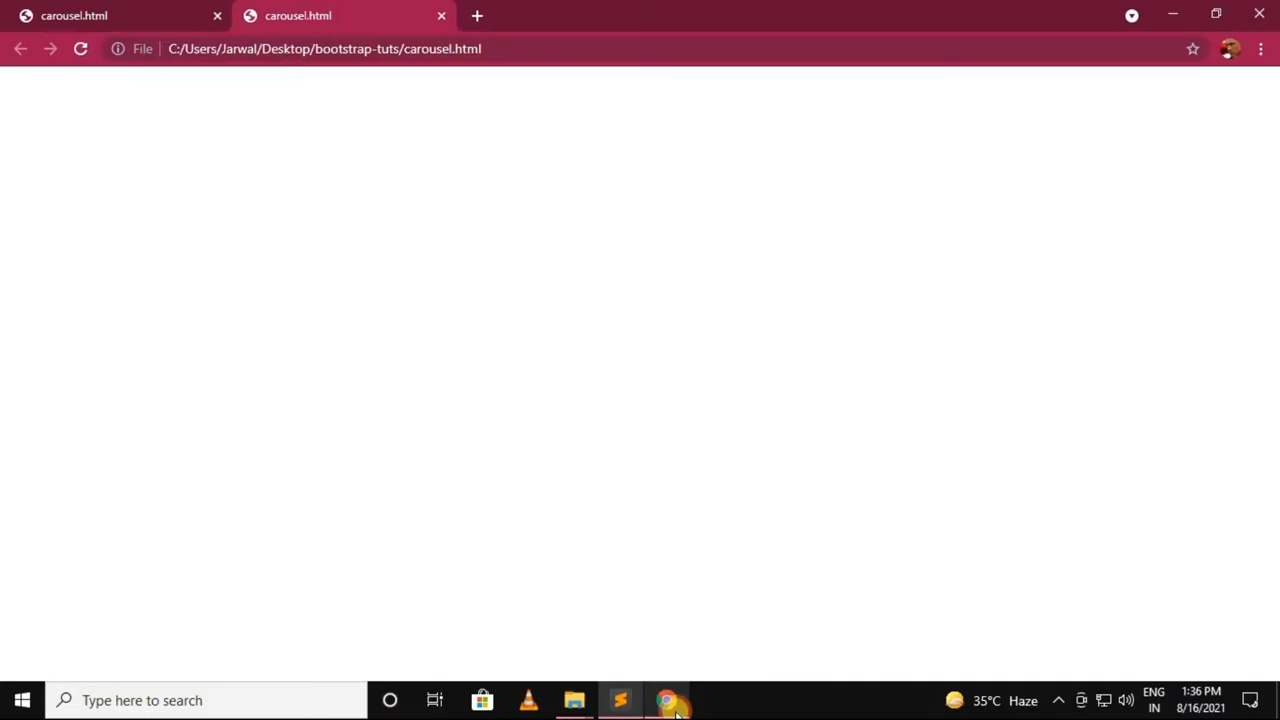 carousel.html
carousel.html
File
C:/Users/Jarwal/Desktop/bootstrap-tuts/carousel.html
Type here to search
35°C Haze
ENG
IN
1:36 PM
8/16/2021